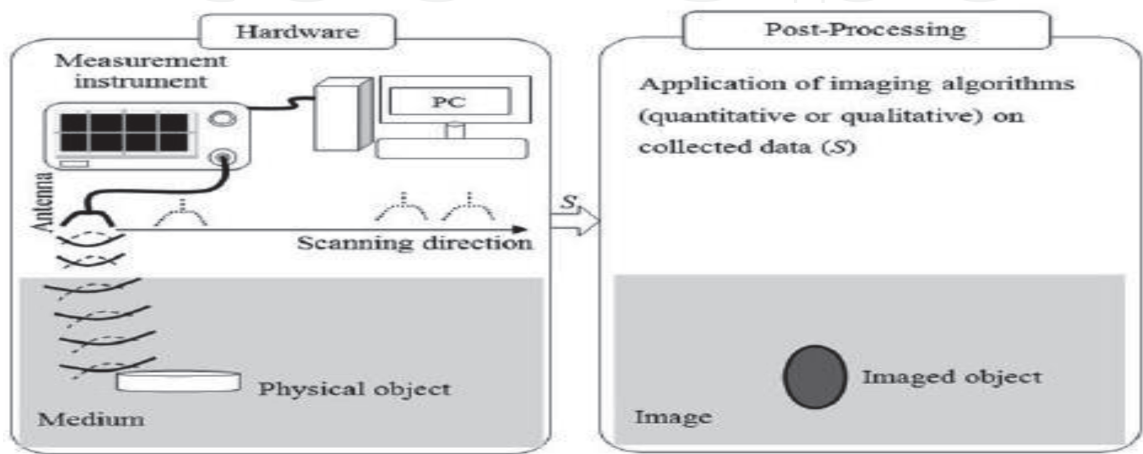 Hardware
Measurement
instrument
PC
Antenna
Scanning direction
Physical object
Medium
S
Post-Processing
Application of imaging algorithms
(quantitative or qualitative) on
collected data (S)
Imaged object
Image